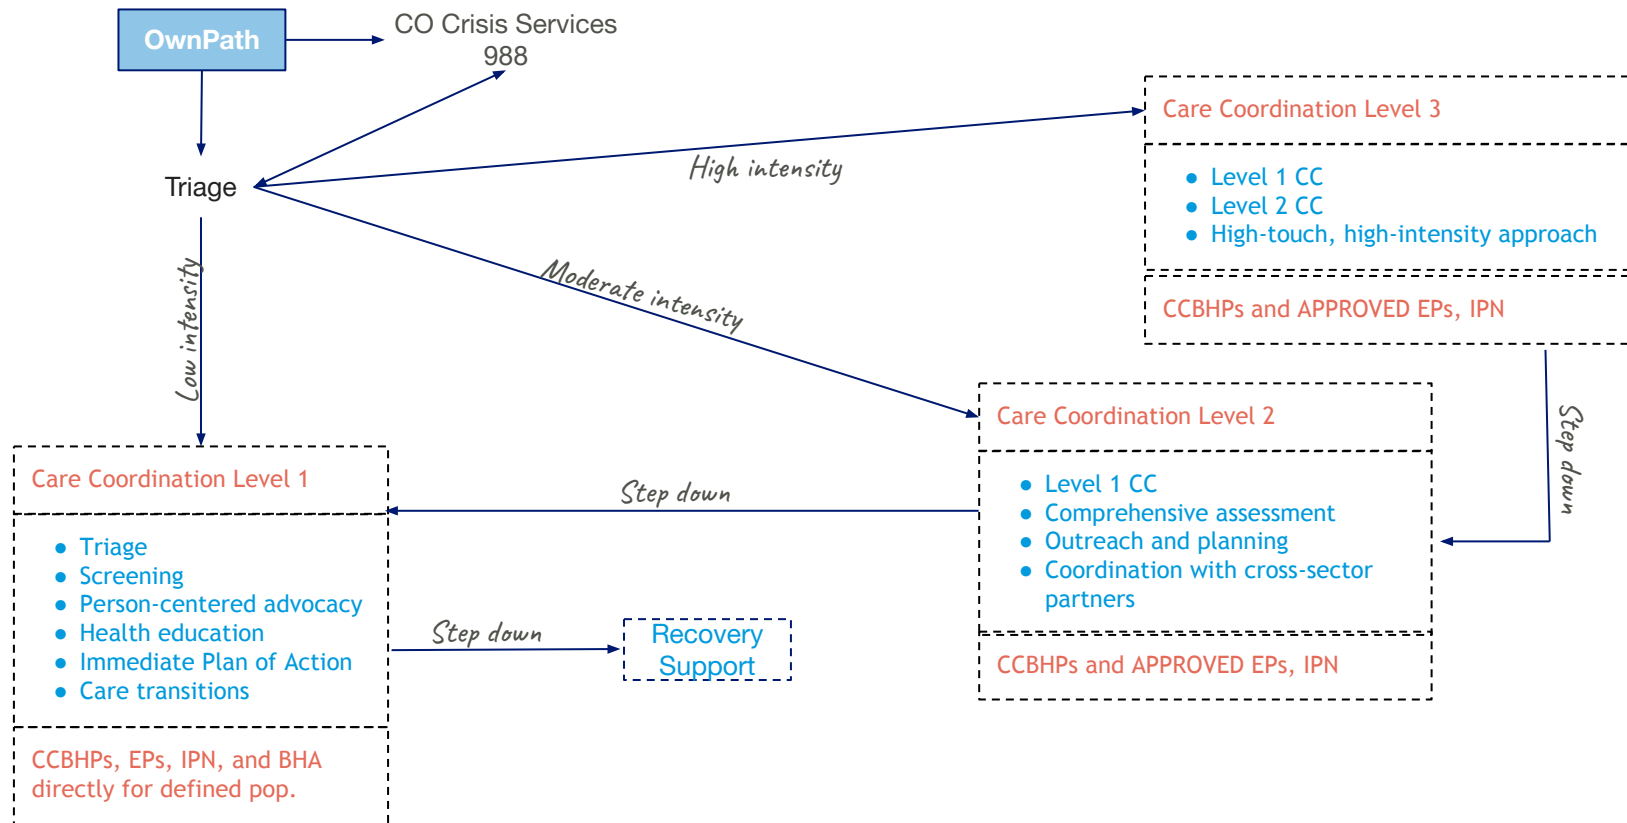 OwnPath
CO Crisis Services
988
Triage
High intensity
Moderate intensity
Low intensity
Care Coordination Level 3
● Level 1 CC
● Level 2 CC
● High-touch, high-intensity approach
CCBHPs and APPROVED EPs, IPN
Step down
Care Coordination Level 2
● Level 1 CC
● Comprehensive assessment
● Outreach and planning
● Coordination with cross-sector
partners
CCBHPs and APPROVED EPs, IPN
Step down
Care Coordination Level 1
● Triage
● Screening
● Person-centered advocacy
● Health education
● Immediate Plan of Action
● Care transitions
CCBHPs, EPs, IPN, and BHA
directly for defined pop.
Step down
Recovery
Support